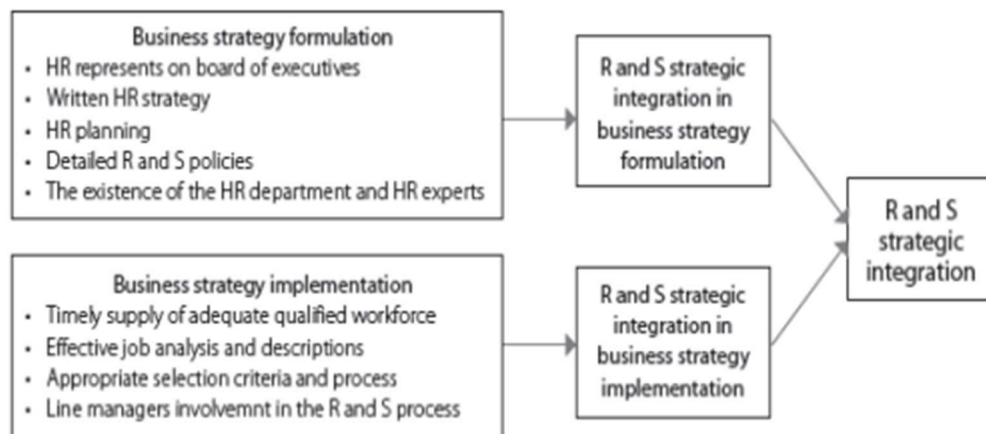 Business strategy formulation
• HR represents on board of executives
• Written HR strategy
• HR planning
• Detailed R and S policies
• The existence of the HR department and HR experts
R and S strategic
integration in
business strategy
formulation
Business strategy implementation
• Timely supply of adequate qualified workforce
• Effective job analysis and descriptions
• Appropriate selection criteria and process
• Line managers involvemnt in the R and S process
R and S strategic
integration in
business strategy
implementation
R and S
strategic
integration